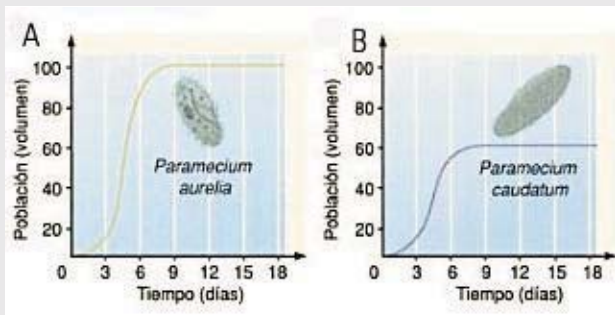 A
Población (volumen)
100
80
60
40
20
Paramecium
aurelia
0 3 6 9 12 15 18
Tiempo (días)
B
Población (volumen)
100
80
60
40
20
Paramecium
caudatum
0 3 6 9 12 15 18
Tiempo (días)